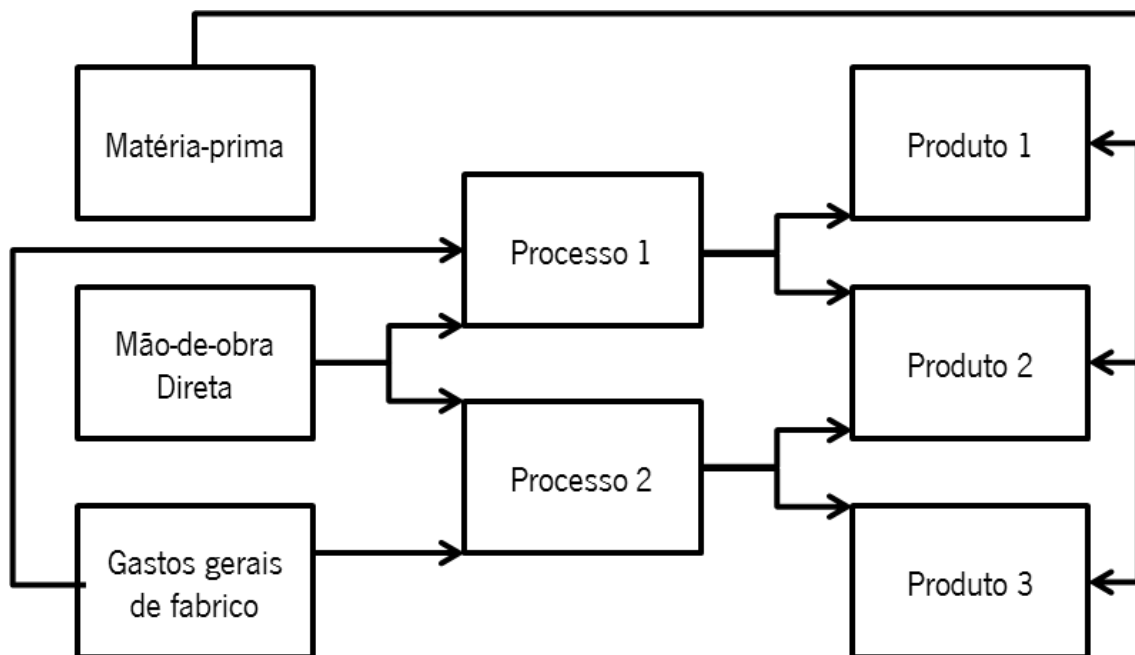 Matéria-prima
Mão-de-obra
Direta
Gastos gerais
de fabrico
Processo 1
Processo 2
Produto 1
Produto 2
Produto 3